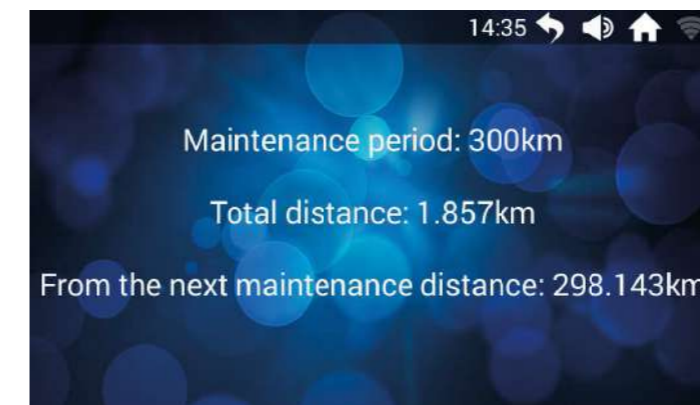 14:35
Maintenance period: 300km
Total distance: 1.857km
From the next maintenance distance: 298.143km